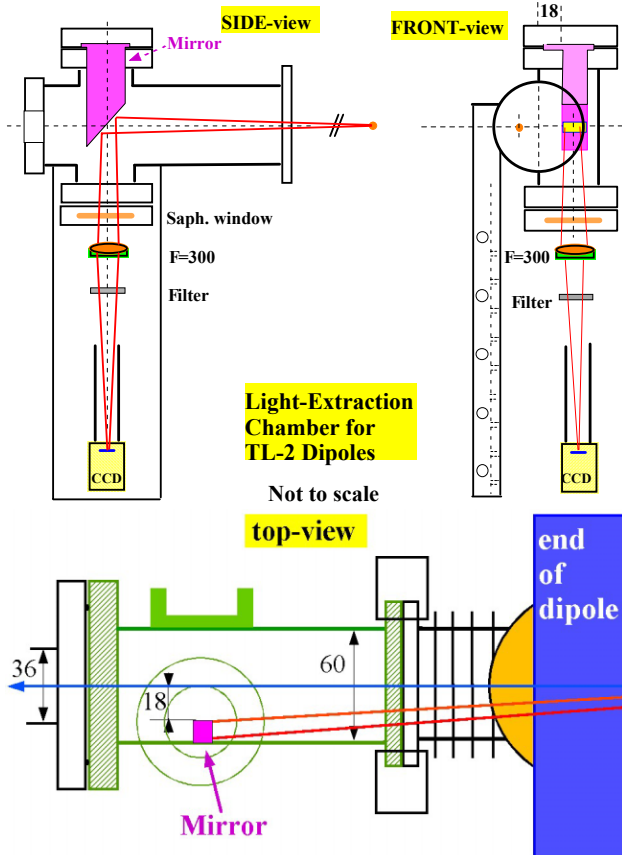 SIDE-view
Mirror
Saph. window
F=300
Filter
CCD
18
FRONT-view
F=300
Filter
CCD
Light-Extraction
Chamber for
TL-2 Dipoles
Not to scale
top-view
end
of
dipole
36
18
60
Mirror